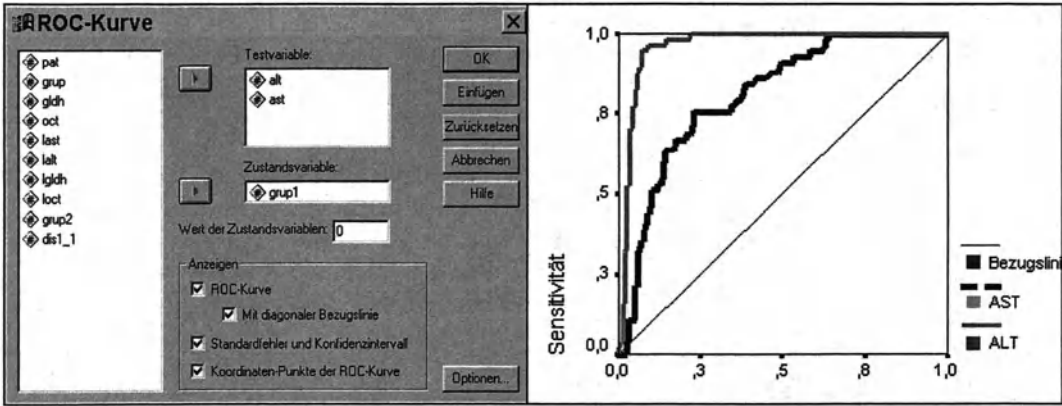 ROC-Kurve
pat
grup
gldh
oct
last
lalt
lgldh
loct
grup2
dis1_1
Testvariable:
alt
ast
Zustandsvariable:
grup1
Wert der Zustandsvariablen: 0
Anzeigen
ROC-Kurve
Mit diagonaler Bezugslinie
Standardfehler und Konfidenzintervall
Koordinaten-Punkte der ROC-Kurve
OK
Einfügen
Zurücksetzen
Abbrechen
Hilfe
Optionen...
Sensitivität
1,0
,8
,5
,3
0,0
0,0
,3
,5
,8
1,0
Bezugslini
AST
ALT